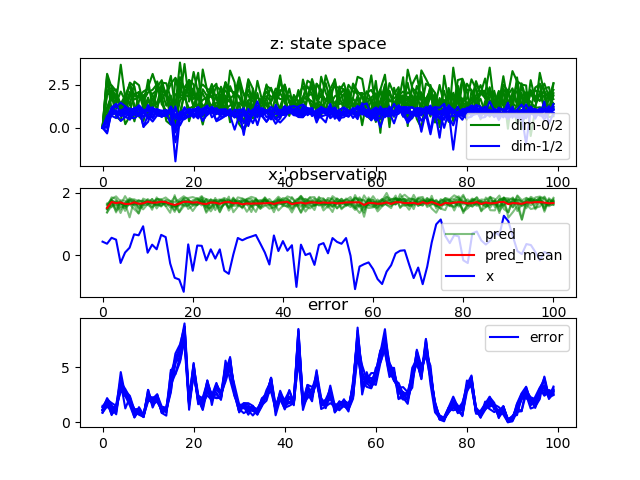 z: state space
2.5
0.0
dim-0/2
dim-1/2
0 20 40 60 80 100
x: observation
2
0
pred
pred_mean
x
0 20 40 60 80 100
error
5
0
error
0 20 40 60 80 100